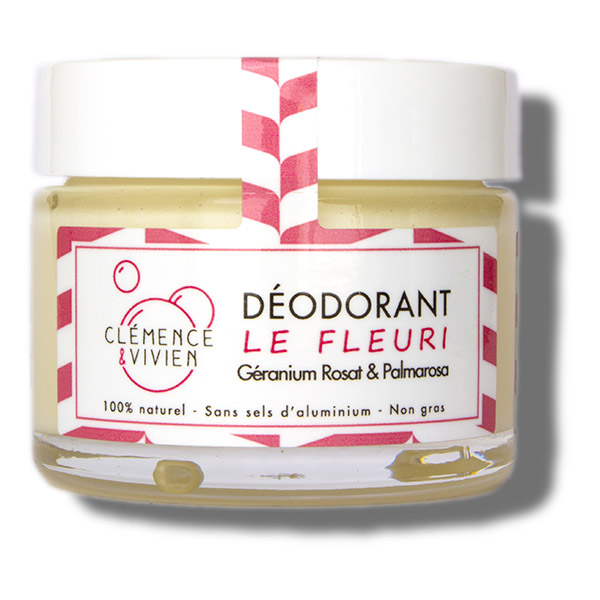 CLÉMENCE
& VIVIEN
DÉODORANT
LE FLEURI
Géranium Rosat & Palmarosa
100% naturel - Sans sels d'aluminium - Non gras